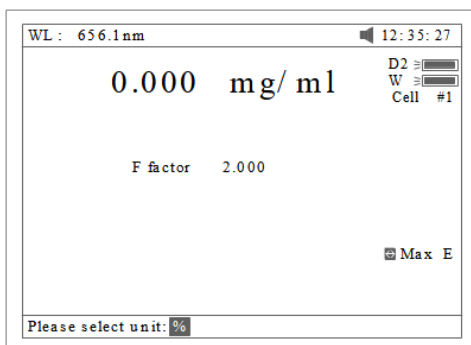 WL: 656.1nm 12:35:27
0.000 mg/ml
D2
W
Cell #1
F factor 2.000
Max E
Please select unit: %